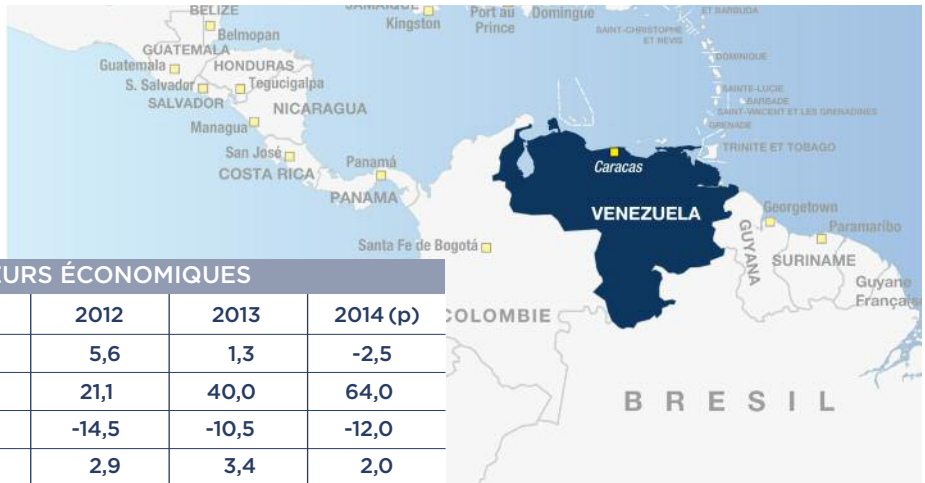 BELIZE
JAMAÏQUE
Port au Prince
Domingue
ET BARBUDA
Belmopan
Kingston
SAINT-CHRISTOPHE ET NEVIS
GUATEMALA
Guatemala
HONDURAS
DOMINIQUE
S. Salvador
Tegucigalpa
SAINTE-LUCIE
SALVADOR
NICARAGUA
BARBADE
SAINT-VINCENT ET LES GRENADINES
Managua
GRENADE
San José
Panamá
TRINITE ET TOBAGO
COSTA RICA
Caracas
PANAMA
VENEZUELA
Georgetown
Paramaribo
Santa Fe de Bogotá
GUYANA
SURINAME
Guyane
Française
COLOMBIE
BRESIL
EURS ÉCONOMIQUES
2012 2013 2014 (p)
5,6 1,3 -2,5
21,1 40,0 64,0
-14,5 -10,5 -12,0
2,9 3,4 2,0